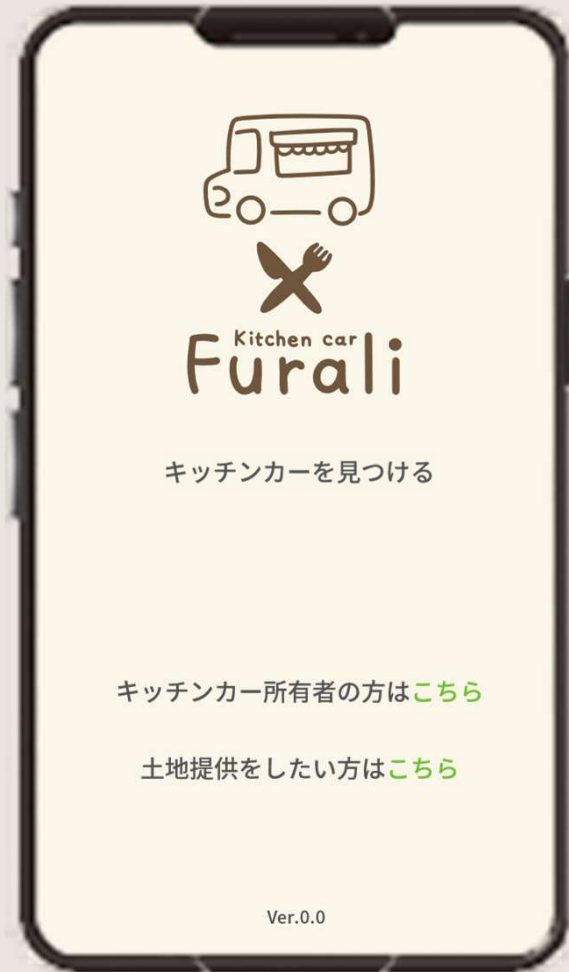 Kitchen car
Furali
キッチンカーを見つける
キッチンカー所有者の方はこちら
土地提供をしたい方はこちら
Ver.0.0